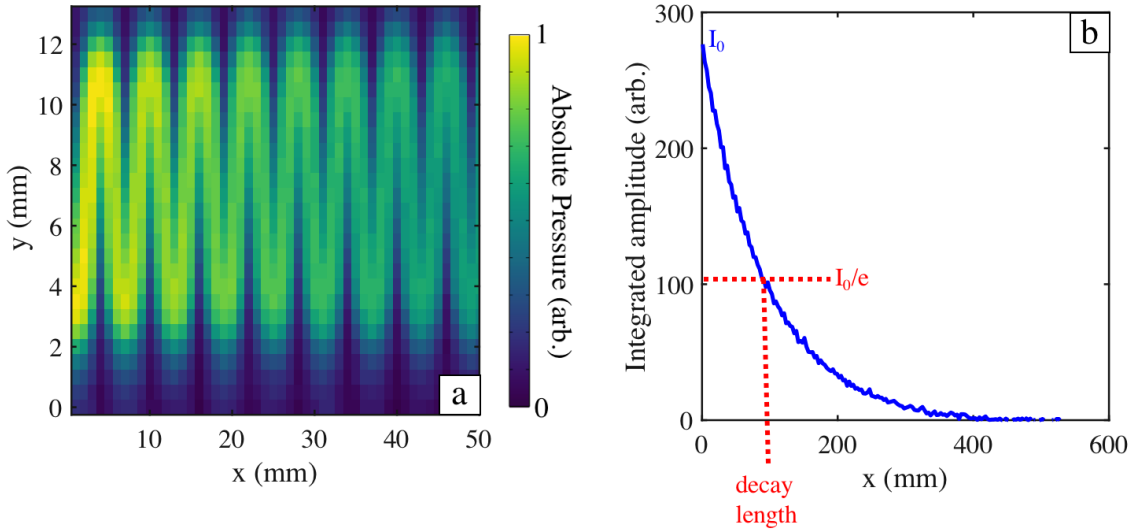 12
10
8
6
4
2
0
y (mm)
10
20
30
40
50
x (mm)
a
1
0
Absolute Pressure (arb.)
300
200
100
0
Integrated amplitude (arb.)
I₀
b
I₀/e
0
200
400
600
x (mm)
decay
length